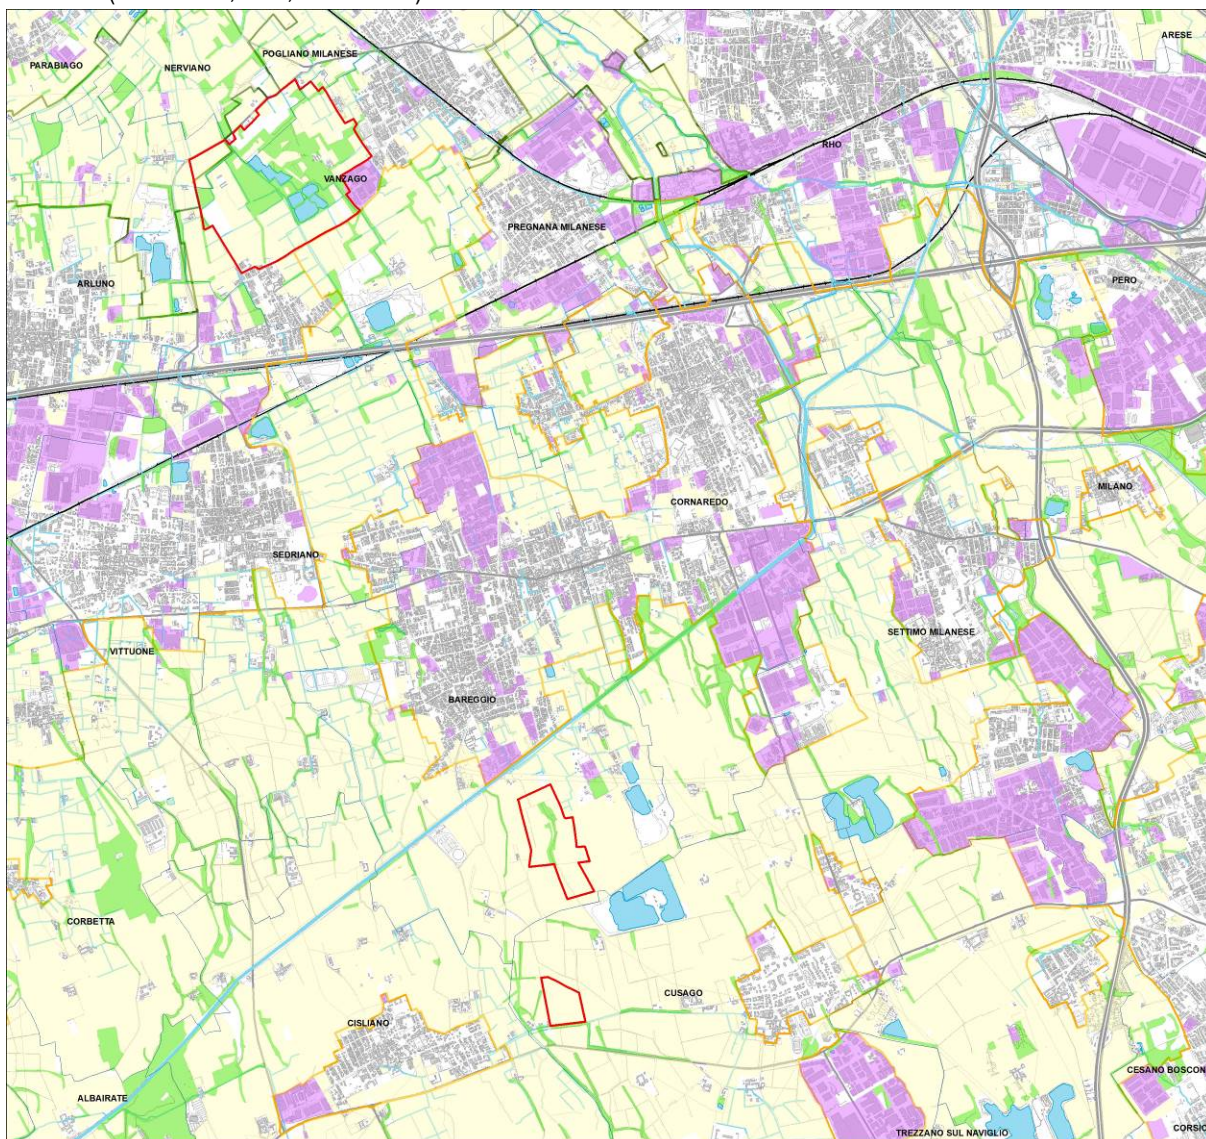 POGLIANO MILANESE
ARESE
PARABIAGO
NERVIANO
RHO
VANZAGO
PREGNANA MILANESE
ARLUNO
PERO
MILANO
CORNAREDO
SEDRIANO
SETTIMO MILANESE
VITTUONE
BAREGGIO
CORBETTA
CUSAGO
CISLIANO
CESANO BOSCON
ALBAIRATE
CORSIC
TREZZANO SUL NAVIGLIO